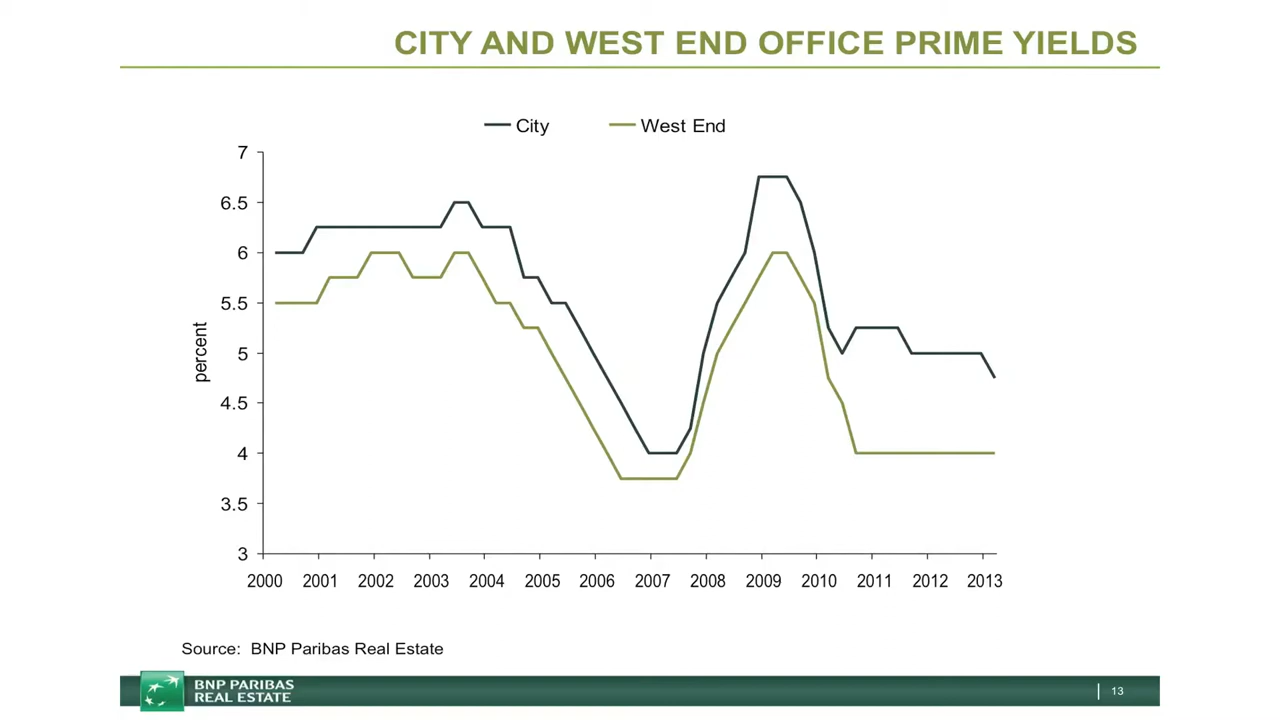 CITY AND WEST END OFFICE PRIME YIELDS
City West End
7
6.5
6
5.5
5
4.5
4
3.5
3
percent
2000 2001 2002 2003 2004 2005 2006 2007 2008 2009 2010 2011 2012 2013
Source: BNP Paribas Real Estate
BNP PARIBAS
REAL ESTATE
13